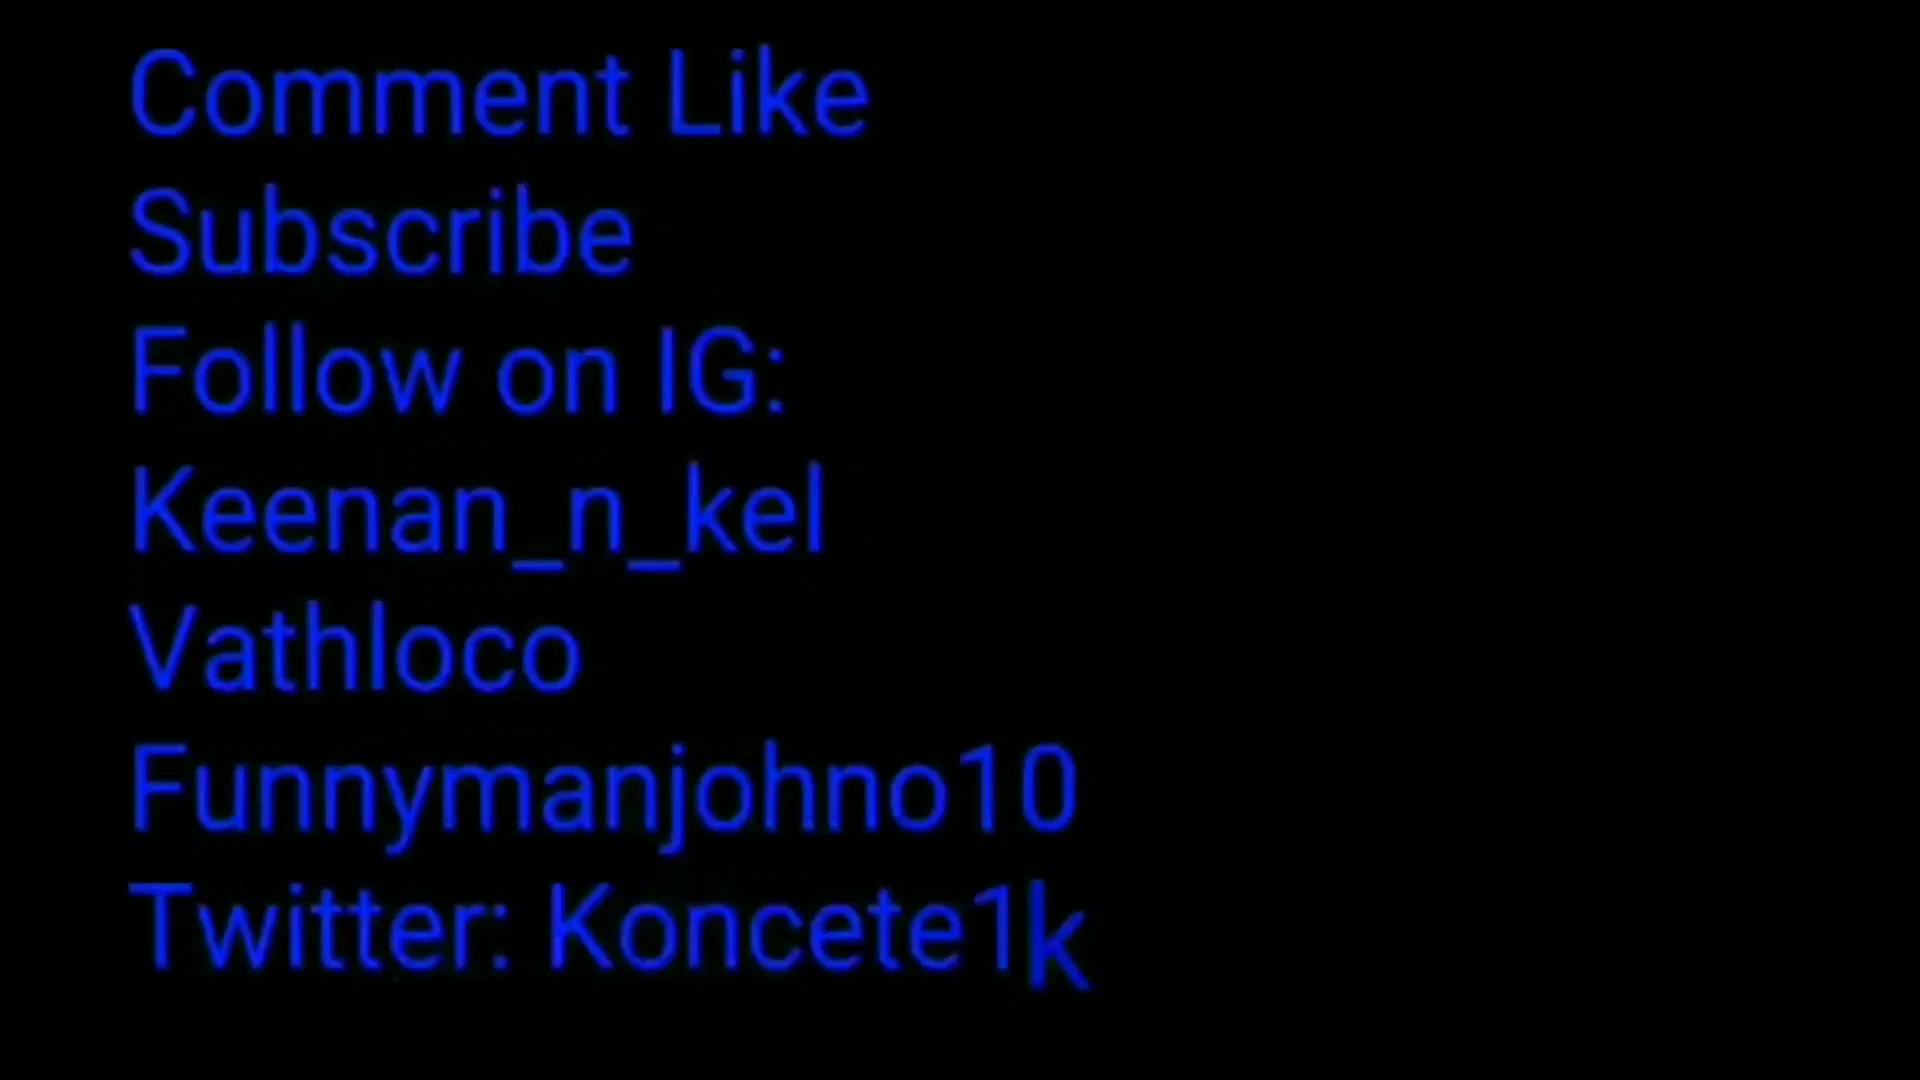 Comment Like
Subscribe
Follow on IG:
Keenan_n_kel
Vathloco
Funnymanjohno10
Twitter: Koncete1k